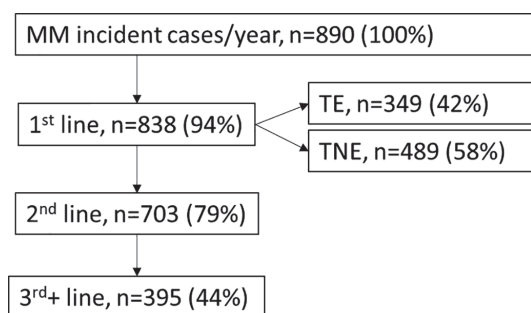 MM incident cases/year, n=890 (100%)
1st line, n=838 (94%)
TE, n=349 (42%)
TNE, n=489 (58%)
2nd line, n=703 (79%)
3rd+ line, n=395 (44%)